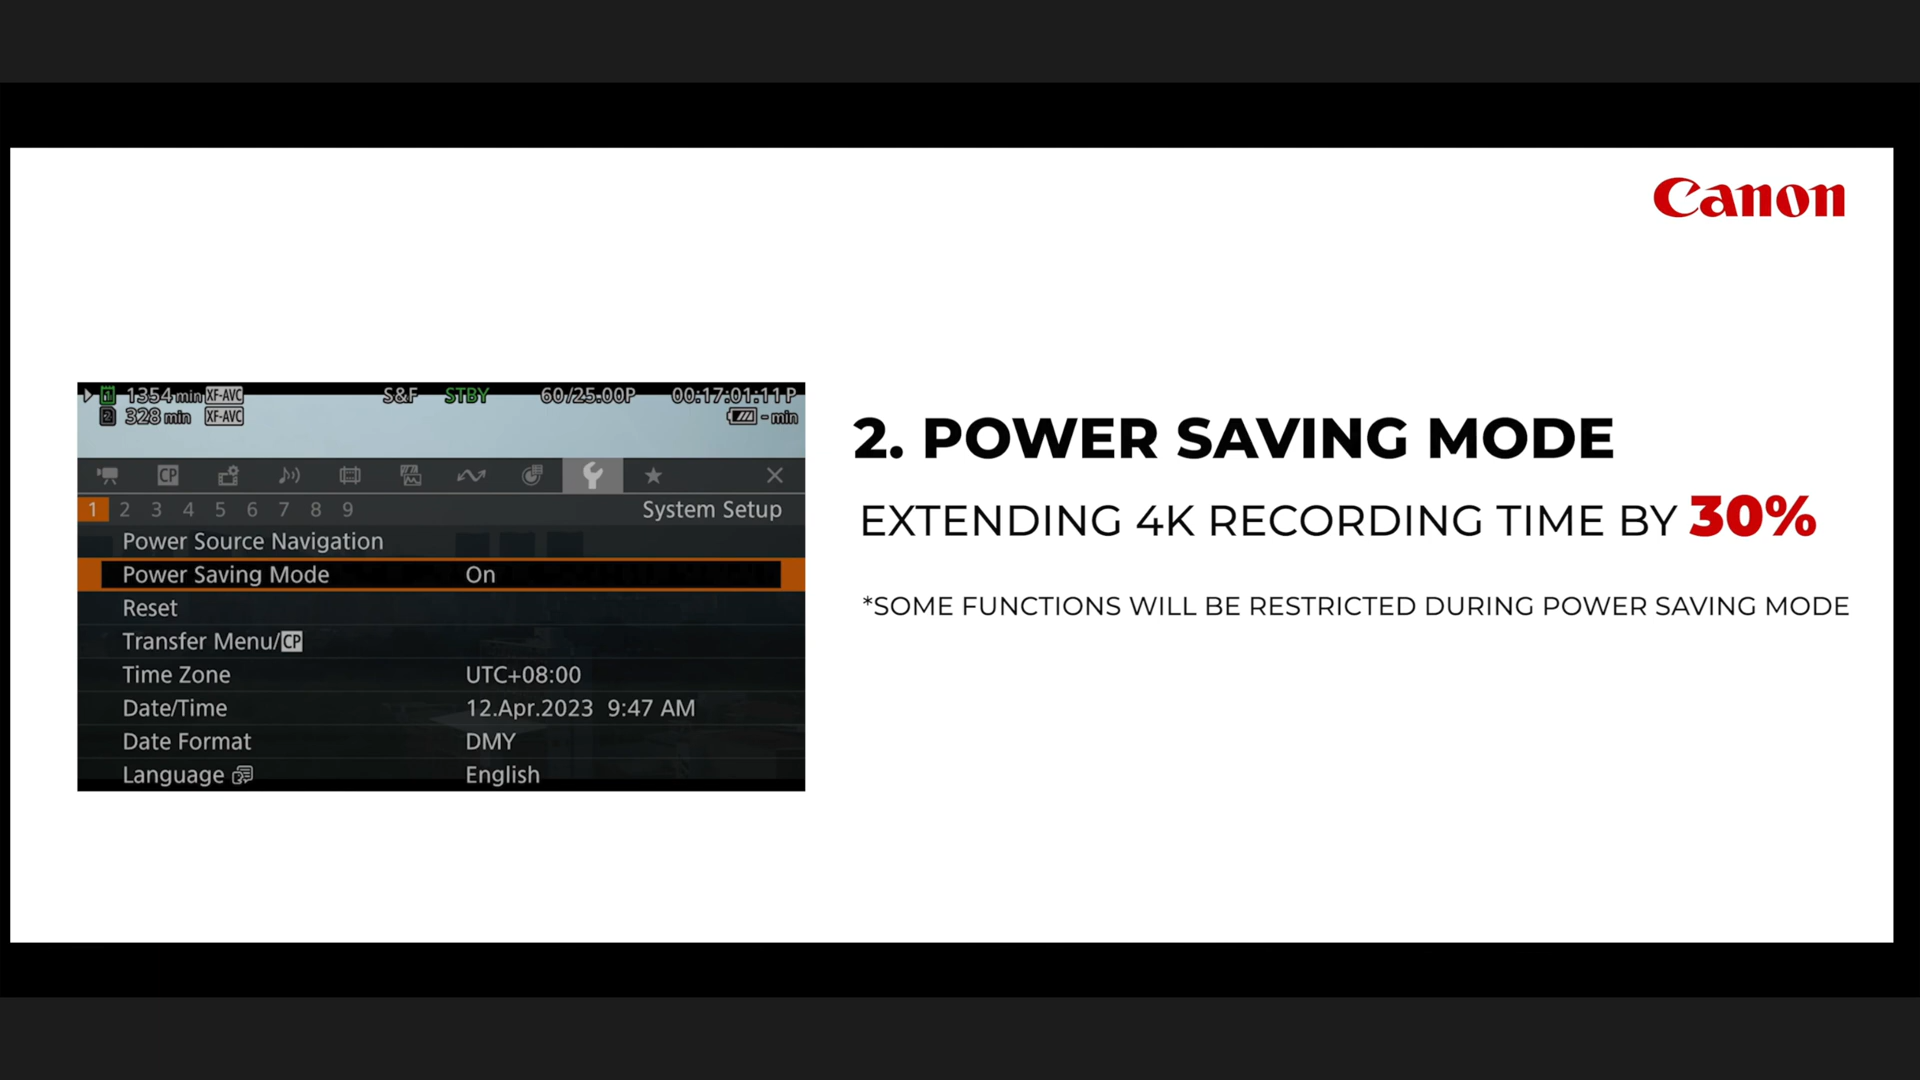 Canon
1 1354 min XF-AVC S&F STBY 60/25.00P 00:17:01:11P
2 328 min XF-AVC - min
CP
1 2 3 4 5 6 7 8 9 System Setup
Power Source Navigation
Power Saving Mode On
Reset
Transfer Menu/CP
Time Zone UTC+08:00
Date/Time 12.Apr.2023 9:47 AM
Date Format DMY
Language English
2. POWER SAVING MODE
EXTENDING 4K RECORDING TIME BY 30%
*SOME FUNCTIONS WILL BE RESTRICTED DURING POWER SAVING MODE